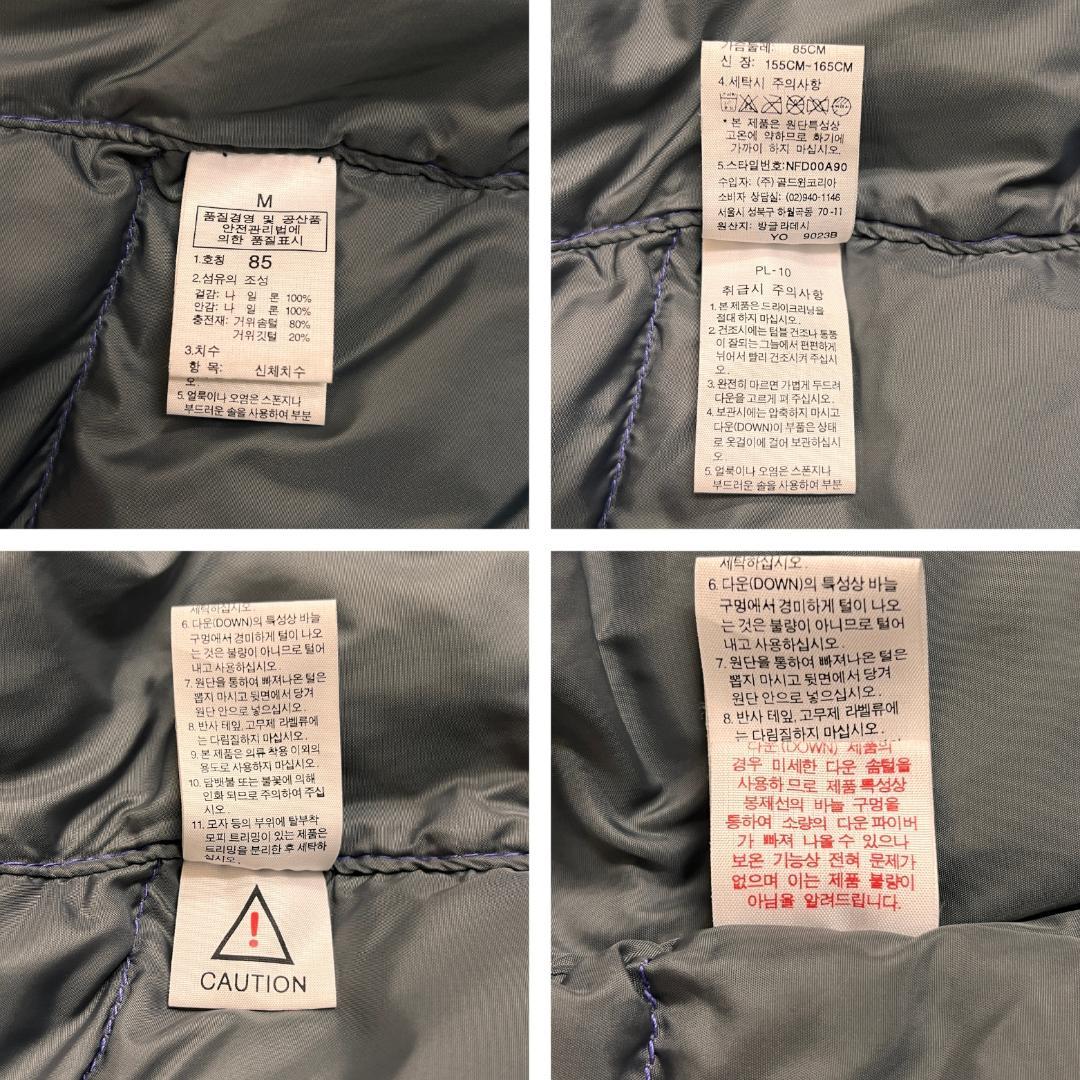 M
품질경영 및 공산품
안전관리법에
의한 품질표시
1.호칭 85
2.섬유의 조성
겉감: 나 일 론 100%
안감: 나 일 론 100%
충전재: 거위솜털 80%
거위깃털 20%
3.치수
항 목: 신체치수
오.
5. 얼룩이나 오염은 스폰지나
부드러운 솔을 사용하여 부분
가슴둘레: 85CM
신 장: 155CM~165CM
4.세탁시 주의사항
* 본 제품은 원단특성상
고온에 약하므로 화기에
가까이 하지 마십시오.
5.스타일번호:NFD00A90
수입자: (주) 골드윈코리아
소비자 상담실: (02)940-1146
서울시 성북구 하월곡동 70-11
원산지: 방글라데시
YO 9023B
PL-10
취급시 주의사항
1. 본 제품은 드라이크리닝을
절대 하지 마십시오.
2. 건조시에는 텀블 건조나 통풍
이 잘되는 그늘에서 편편하게
뉘어서 빨리 건조시켜 주십시
오.
3. 완전히 마르면 가볍게 두드려
다운을 고르게 펴 주십시오.
4. 보관시에는 압축하지 마시고
다운(DOWN)이 부풀은 상태
로 옷걸이에 걸어 보관하십시
오.
5. 얼룩이나 오염은 스폰지나
부드러운 솔을 사용하여 부분
세탁하십시오.
6. 다운(DOWN)의 특성상 바늘
구멍에서 경미하게 털이 나오
는 것은 불량이 아니므로 털어
내고 사용하십시오.
7. 원단을 통하여 빠져나온 털은
뽑지 마시고 뒷면에서 당겨
원단 안으로 넣으십시오.
8. 반사 테잎, 고무제 라벨류에
는 다림질하지 마십시오.
9. 본 제품은 의류 착용 이외의
용도로 사용하지 마십시오.
10. 담뱃불 또는 불꽃에 의해
인화 되므로 주의하여 주십
시오.
11. 모자 등의 부위에 탈부착
모피 트리밍이 있는 제품은
트리밍을 분리한 후 세탁하
십시오.
!
CAUTION
세탁하십시오.
6. 다운(DOWN)의 특성상 바늘
구멍에서 경미하게 털이 나오
는 것은 불량이 아니므로 털어
내고 사용하십시오.
7. 원단을 통하여 빠져나온 털은
뽑지 마시고 뒷면에서 당겨
원단 안으로 넣으십시오.
8. 반사 테잎, 고무제 라벨류에
는 다림질하지 마십시오.
다운(DOWN) 제품의
경우 미세한 다운 솜털을
사용하므로 제품 특성상
봉제선의 바늘 구멍을
통하여 소량의 다운파이버
가 빠져 나올 수 있으나
보온 기능상 전혀 문제가
없으며 이는 제품 불량이
아님을 알려드립니다.